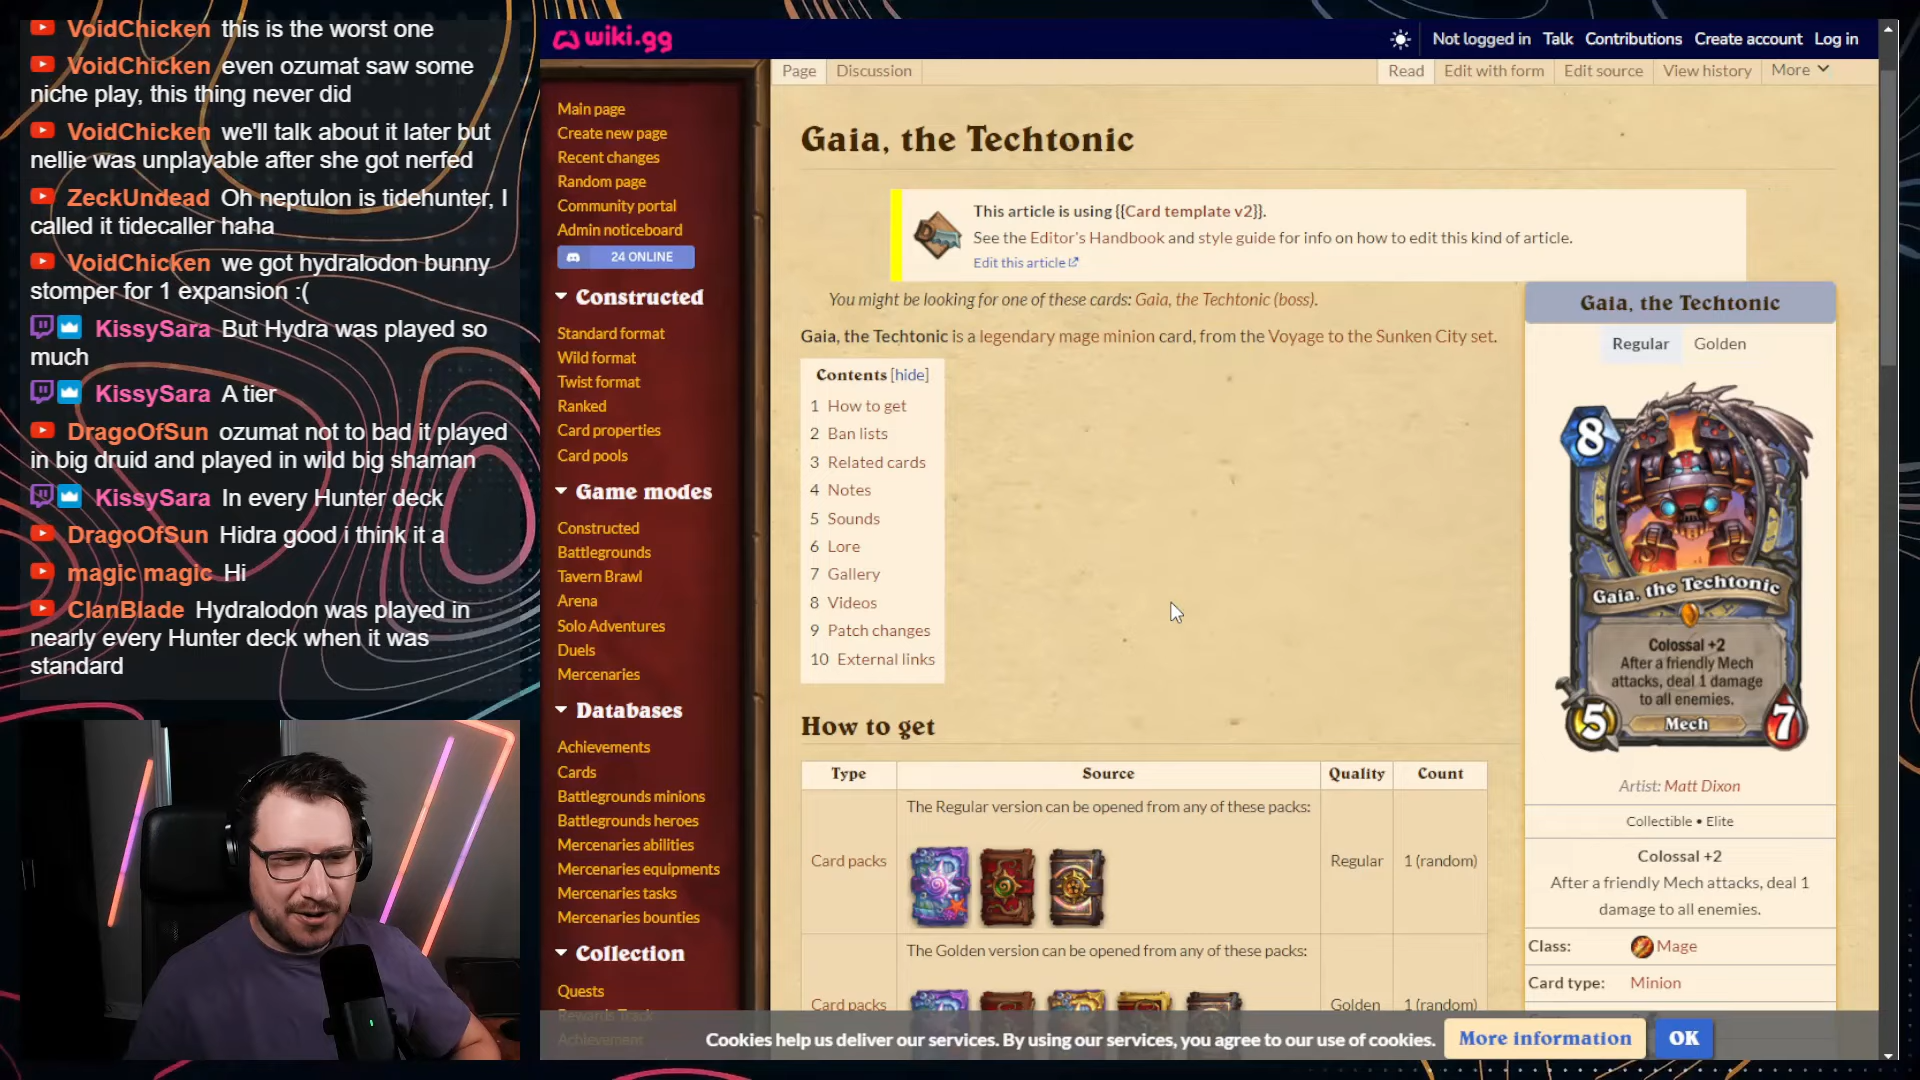 VoidChicken this is the worst one
VoidChicken even ozumat saw some
niche play, this thing never did
VoidChicken we'll talk about it later but
nellie was unplayable after she got nerfed
ZeckUndead Oh neptulon is tidehunter, I
called it tidecaller haha
VoidChicken we got hydralodon bunny
stomper for 1 expansion :(
KissySara But Hydra was played so
much
KissySara A tier
DragoOfSun ozumat not to bad it played
in big druid and played in wild big shaman
KissySara In every Hunter deck
DragoOfSun Hidra good i think it a
magic magic Hi
ClanBlade Hydralodon was played in
nearly every Hunter deck when it was
standard
wiki.gg
Not logged in Talk Contributions Create account Log in
Page Discussion
Read Edit with form Edit source View history More
Main page
Create new page
Recent changes
Random page
Community portal
Admin noticeboard
24 ONLINE
Constructed
Standard format
Wild format
Twist format
Ranked
Card properties
Card pools
Game modes
Constructed
Battlegrounds
Tavern Brawl
Arena
Solo Adventures
Duels
Mercenaries
Databases
Achievements
Cards
Battlegrounds minions
Battlegrounds heroes
Mercenaries abilities
Mercenaries equipments
Mercenaries tasks
Mercenaries bounties
Collection
Quests
Rewards Track
Achievement
Gaia, the Techtonic
This article is using {{Card template v2}}.
See the Editor's Handbook and style guide for info on how to edit this kind of article.
Edit this article
You might be looking for one of these cards: Gaia, the Techtonic (boss).
Gaia, the Techtonic is a legendary mage minion card, from the Voyage to the Sunken City set.
Contents [hide]
1 How to get
2 Ban lists
3 Related cards
4 Notes
5 Sounds
6 Lore
7 Gallery
8 Videos
9 Patch changes
10 External links
How to get
Type Source Quality Count
The Regular version can be opened from any of these packs:
Card packs Regular 1 (random)
The Golden version can be opened from any of these packs:
Card packs Golden 1 (random)
Gaia, the Techtonic
Regular Golden
8
Gaia, the Techtonic
Colossal +2
After a friendly Mech
attacks, deal 1 damage
to all enemies.
5 Mech 7
Artist: Matt Dixon
Collectible • Elite
Colossal +2
After a friendly Mech attacks, deal 1
damage to all enemies.
Class: Mage
Card type: Minion
Cookies help us deliver our services. By using our services, you agree to our use of cookies. More information OK